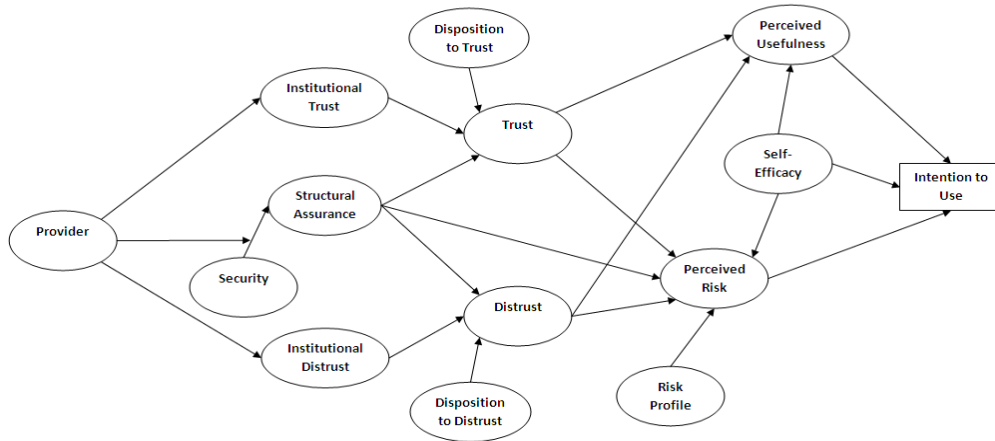 Disposition
to Trust
Perceived
Usefulness
Institutional
Trust
Trust
Self-
Efficacy
Intention to
Use
Structural
Assurance
Provider
Security
Perceived
Risk
Distrust
Institutional
Distrust
Disposition
to Distrust
Risk
Profile